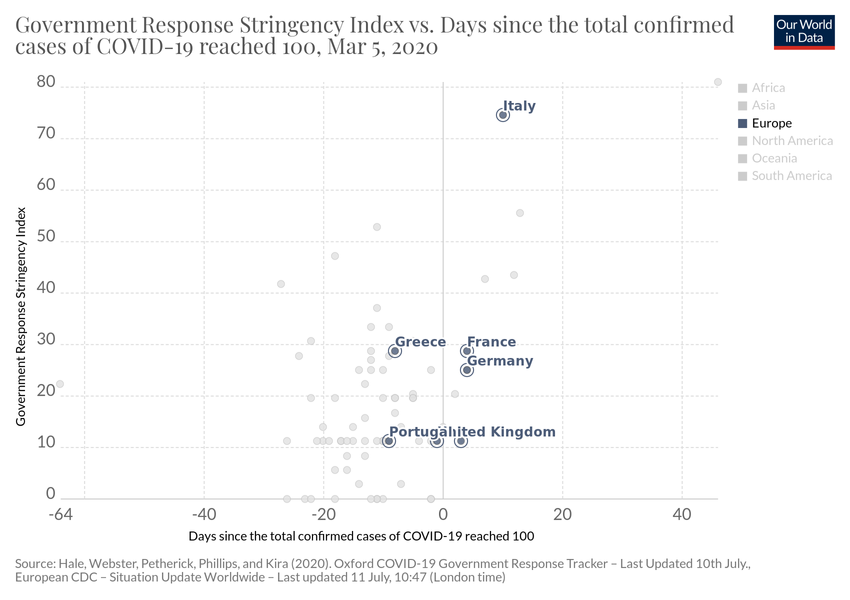 Government Response Stringency Index vs. Days since the total confirmed
cases of COVID-19 reached 100, Mar 5, 2020
Our World
in Data
80
70
60
50
40
30
20
10
0
-64
-40
-20
0
20
40
Government Response Stringency Index
Days since the total confirmed cases of COVID-19 reached 100
Italy
Greece
France
Germany
Kingdom
Africa
Asia
Europe
North America
Oceania
South America
Source: Hale, Webster, Petherick, Phillips, and Kira (2020). Oxford COVID-19 Government Response Tracker – Last Updated 10th July.,
European CDC – Situation Update Worldwide – Last updated 11 July, 10:47 (London time)